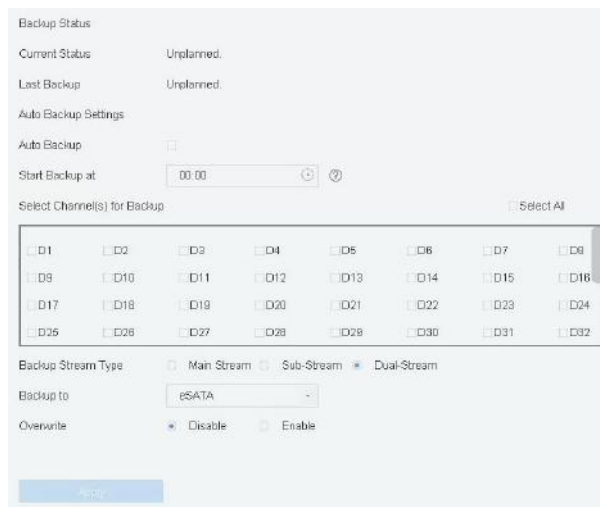 Backup Status
Current Status Unplanned.
Last Backup Unplanned.
Auto Backup Settings
Auto Backup
Start Backup at 00:00
Select Channel(s) for Backup Select All
D1 D2 D3 D4 D5 D6 D7 D8
D9 D10 D11 D12 D13 D14 D15 D16
D17 D18 D19 D20 D21 D22 D23 D24
D25 D26 D27 D28 D29 D30 D31 D32
Backup Stream Type Main Stream Sub-Stream Dual-Stream
Backup to eSATA
Overwrite Disable Enable
Apply